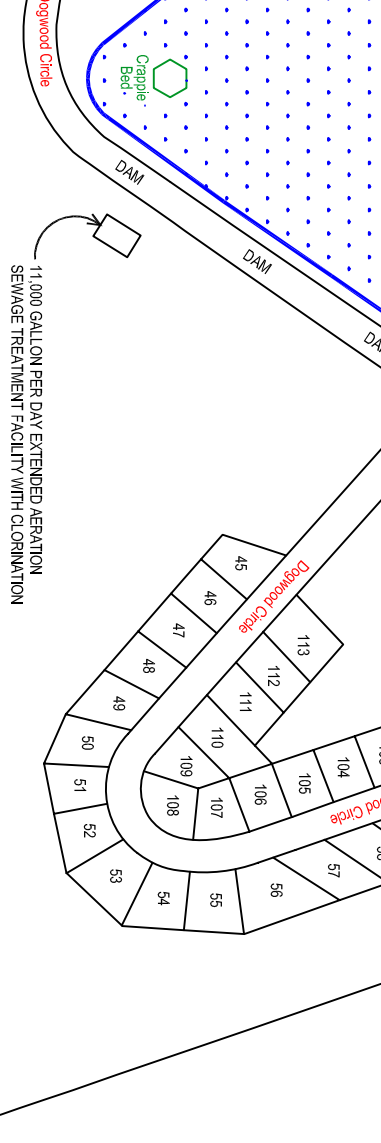 Dogwood Circle
Crappie
Bed
DAM
DAM
11,000 GALLON PER DAY EXTENDED AERATION
SEWAGE TREATMENT FACILITY WITH CLORINATION
45
46
47
48
49
50
51
52
53
54
55
56
57
Dogwood Circle
113
112
111
110
109
108
107
106
105
104
Circle